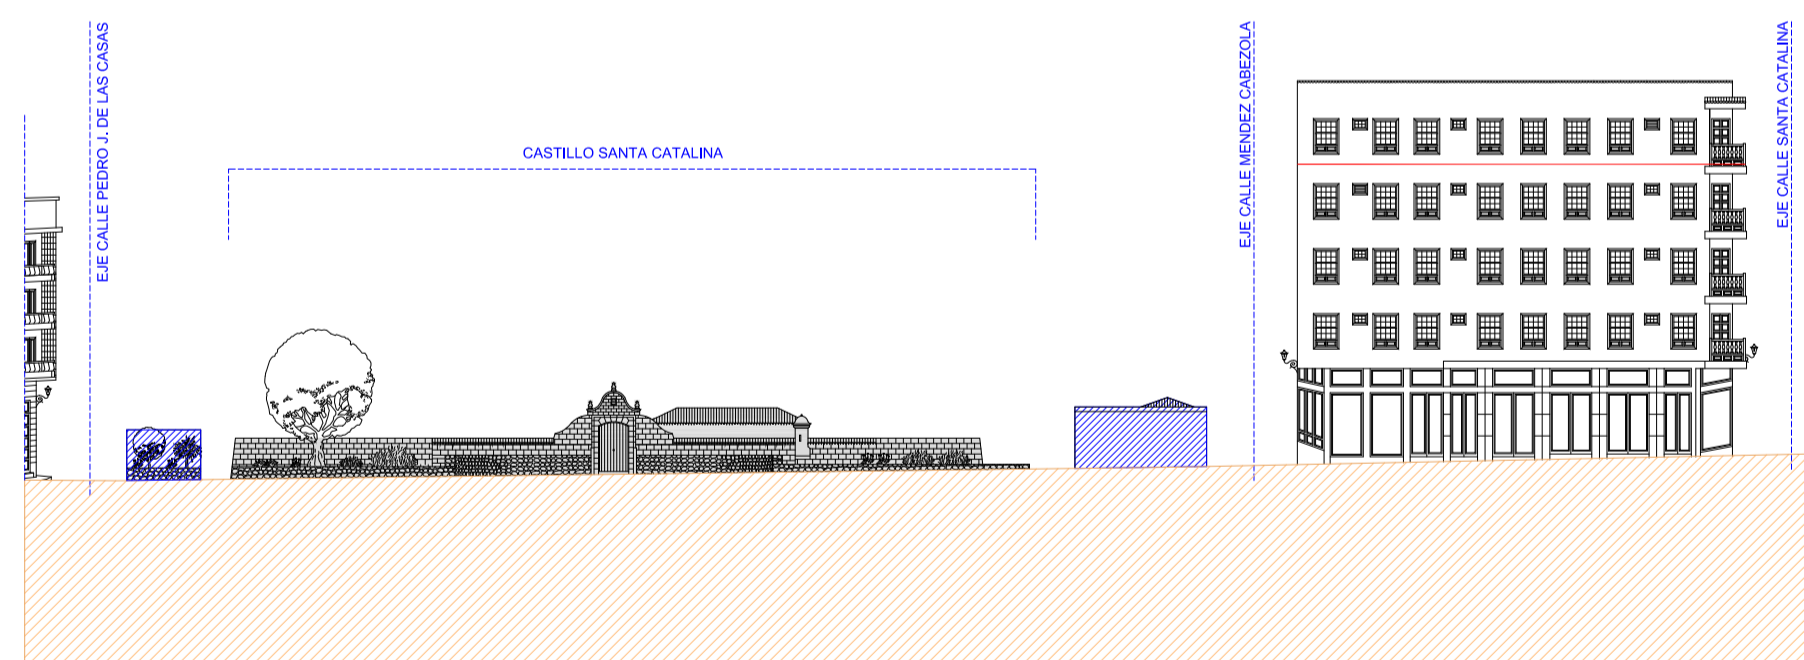 EJE CALLE PEDRO J. DE LAS CASAS
CASTILLO SANTA CATALINA
EJE CALLE MENDEZ CABEZOLA
EJE CALLE SANTA CATALINA